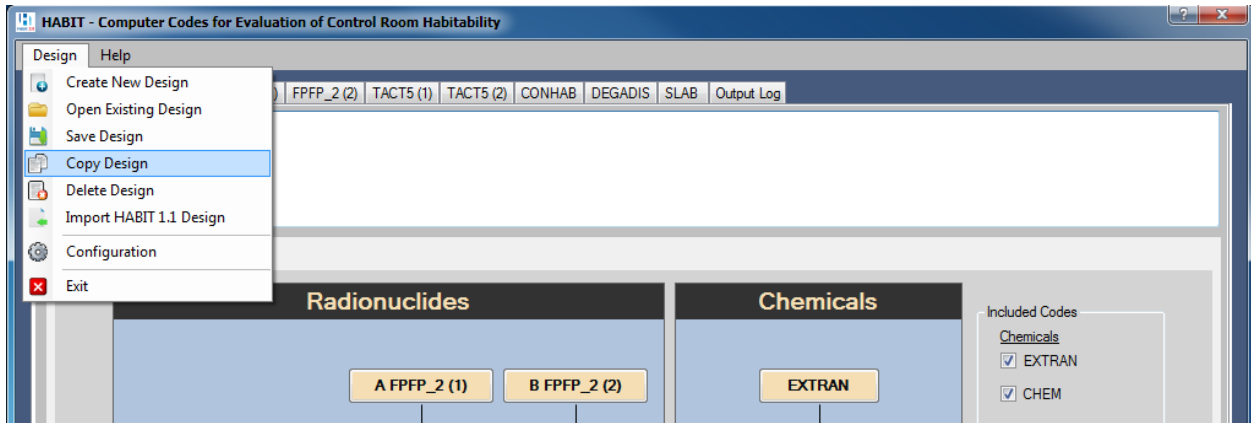 HABIT - Computer Codes for Evaluation of Control Room Habitability
Design Help
Create New Design
Open Existing Design
Save Design
Copy Design
Delete Design
Import HABIT 1.1 Design
Configuration
Exit
) FPFP_2 (2) TACT5 (1) TACT5 (2) CONHAB DEGADIS SLAB Output Log
Radionuclides
A FPFP_2 (1) B FPFP_2 (2)
Chemicals
EXTRAN
Included Codes
Chemicals
EXTRAN
CHEM